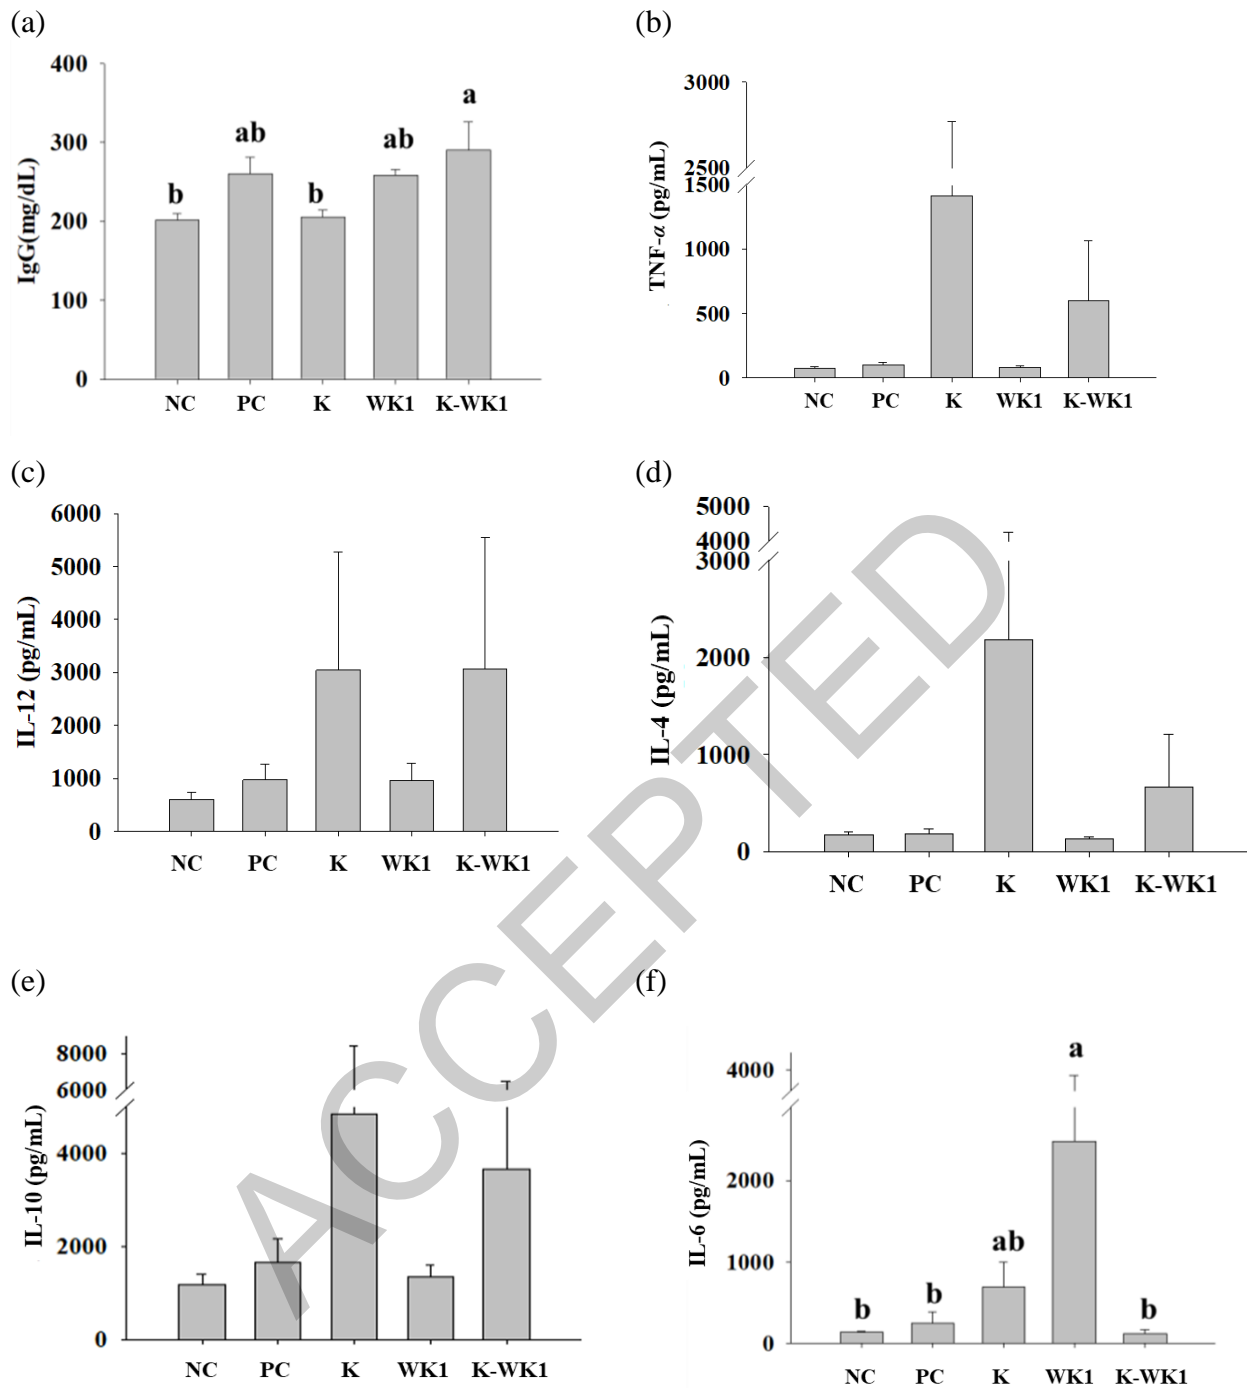 (a)
400
300
200
100
0
IgG(mg/dL)
b
ab
b
ab
a
NC PC K WK1 K-WK1
(b)
3000
2500
1500
1000
500
0
TNF-α (pg/mL)
NC PC K WK1 K-WK1
(c)
6000
5000
4000
3000
2000
1000
0
IL-12 (pg/mL)
NC PC K WK1 K-WK1
(d)
5000
4000
3000
2000
1000
0
IL-4 (pg/mL)
NC PC K WK1 K-WK1
(e)
8000
6000
4000
2000
0
IL-10 (pg/mL)
NC PC K WK1 K-WK1
(f)
4000
2000
1000
0
IL-6 (pg/mL)
b
b
ab
a
b
NC PC K WK1 K-WK1
ACCEPTED